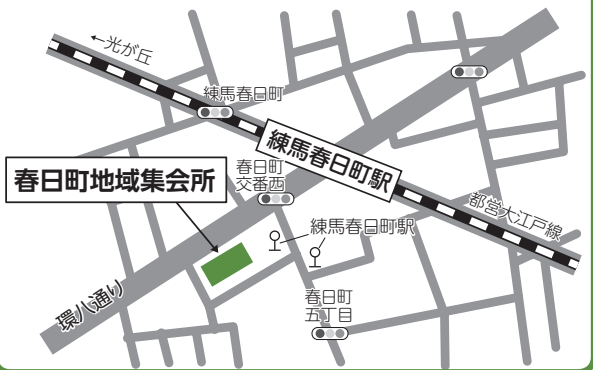 ←光が丘
練馬春日町
練馬春日町駅
春日町地域集会所
春日町
交番西
都営大江戸線
練馬春日町駅
環八通り
春日町
五丁目